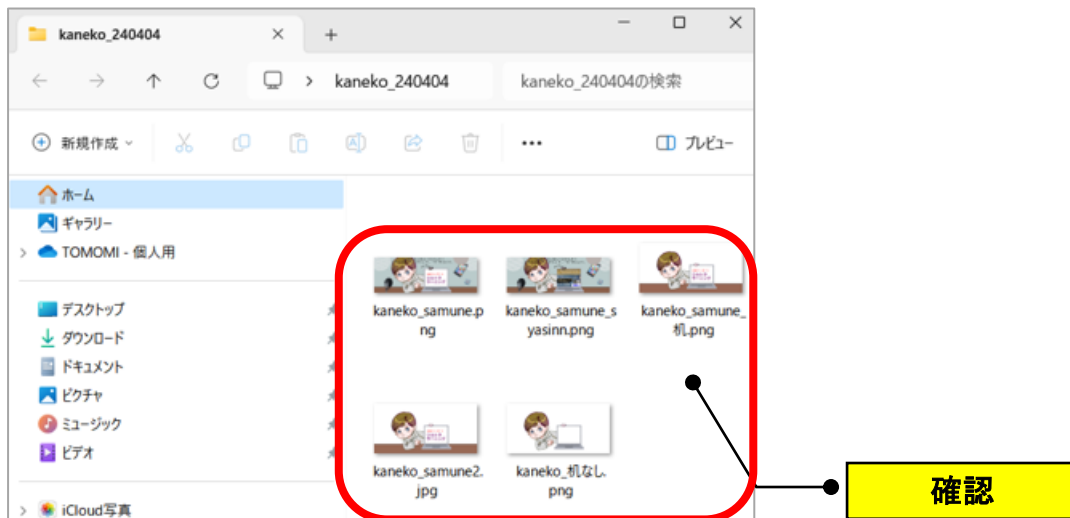 kaneko_240404
kaneko_240404
kaneko_240404の検索
新規作成
プレビュー
ホーム
ギャラリー
TOMOMI - 個人用
デスクトップ
ダウンロード
ドキュメント
ピクチャ
ミュージック
ビデオ
iCloud写真
kaneko_samune.p
ng
kaneko_samune_s
yasinn.png
kaneko_samune_
机.png
kaneko_samune2.
jpg
kaneko_机なし.
png
確認